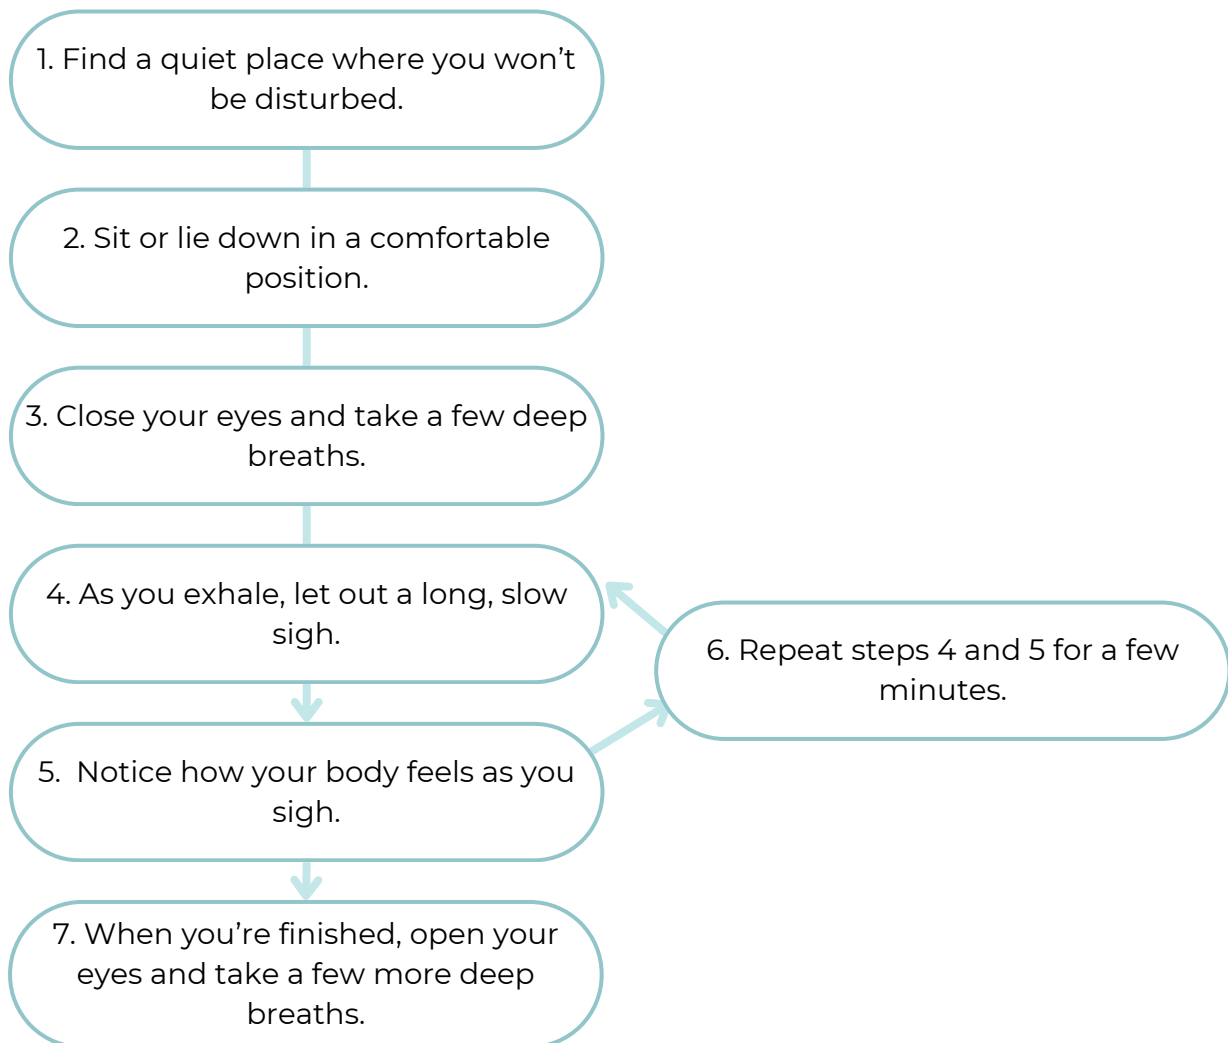 1. Find a quiet place where you won’t
be disturbed.
2. Sit or lie down in a comfortable
position.
3. Close your eyes and take a few deep
breaths.
4. As you exhale, let out a long, slow
sigh.
5.  Notice how your body feels as you
sigh.
6. Repeat steps 4 and 5 for a few
minutes.
7. When you’re finished, open your
eyes and take a few more deep
breaths.